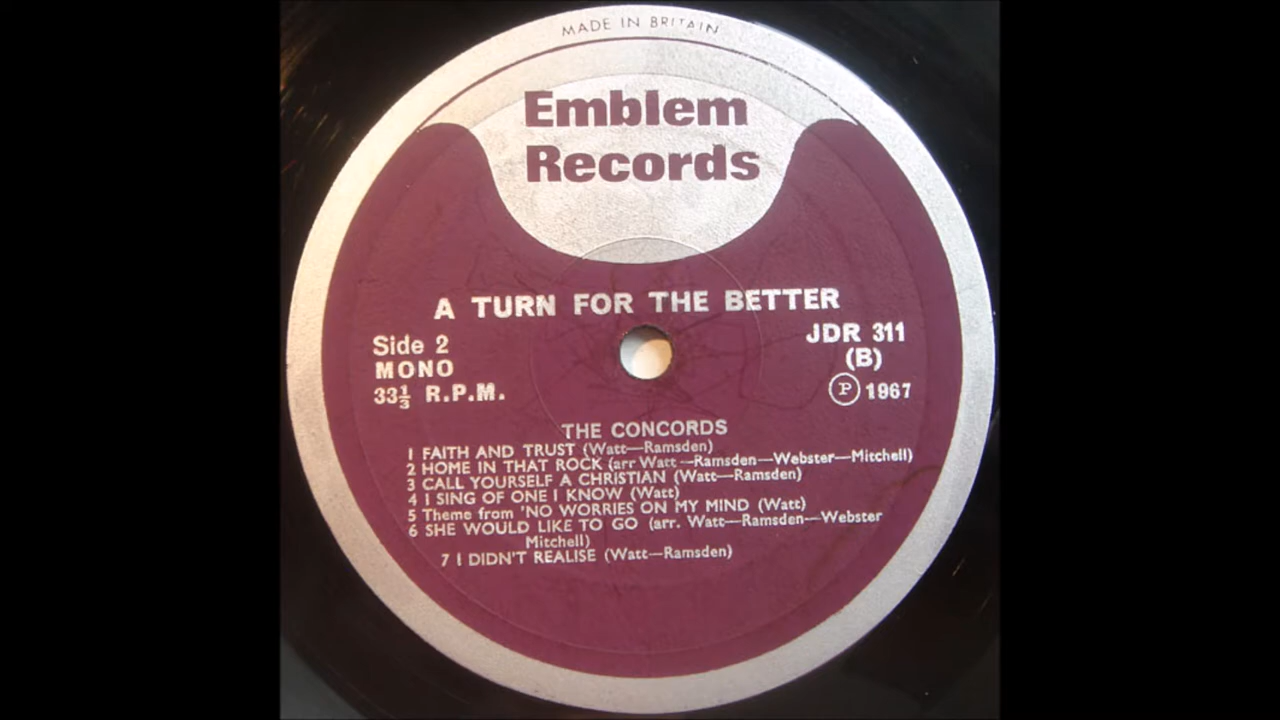 MADE IN BRITAIN
Emblem
Records
A TURN FOR THE BETTER
Side 2
MONO
33⅓ R.P.M.
JDR 311
(B)
Ⓟ 1967
THE CONCORDS
1 FAITH AND TRUST (Watt—Ramsden)
2 HOME IN THAT ROCK (arr Watt—Ramsden—Webster—Mitchell)
3 CALL YOURSELF A CHRISTIAN (Watt—Ramsden)
4 I SING OF ONE I KNOW (Watt)
5 Theme from 'NO WORRIES ON MY MIND (Watt)
6 SHE WOULD LIKE TO GO (arr. Watt—Ramsden—Webster
Mitchell)
7 I DIDN'T REALISE (Watt—Ramsden)